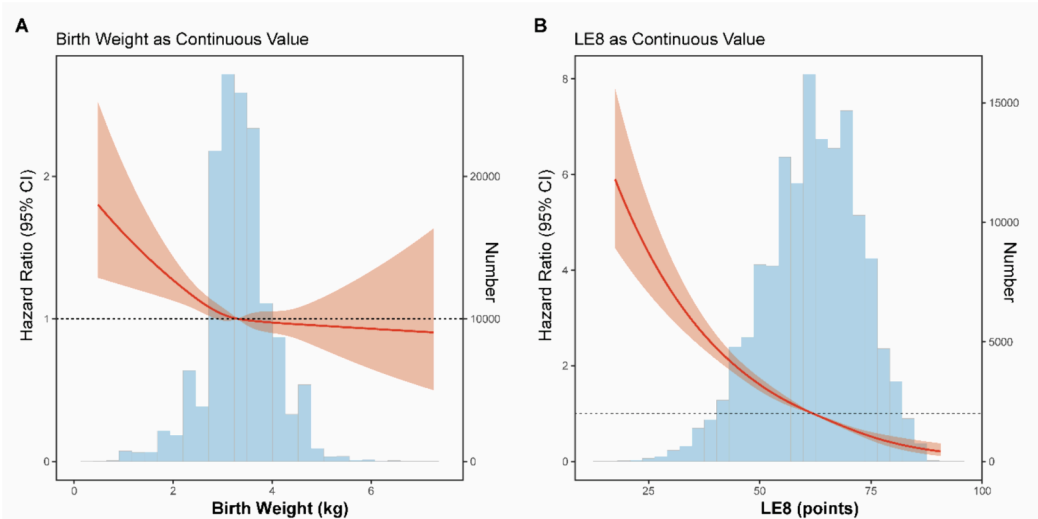 A
Birth Weight as Continuous Value
Hazard Ratio (95% CI)
2
1
0
20000
10000
0
Number
0 2 4 6
Birth Weight (kg)
B
LE8 as Continuous Value
Hazard Ratio (95% CI)
8
6
4
2
0
15000
10000
5000
0
Number
25 50 75 100
LE8 (points)